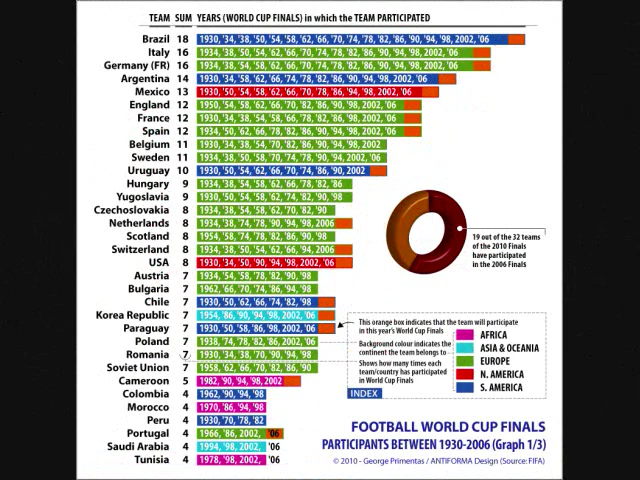 TEAM SUM YEARS (WORLD CUP FINALS) in which the TEAM PARTICIPATED
Brazil 18 1930, '34, '38, '50, '54, '58, '62, '66, '70, '74, '78, '82, '86, '90, '94, '98, 2002, '06
Italy 16 1934, '38, '50, '54, '62, '66, '70, '74, '78, '82, '86, '90, '94, '98, 2002, '06
Germany (FR) 16 1934, '38, '54, '58, '62, '66, '70, '74, '78, '82, '86, '90, '94, '98, 2002, '06
Argentina 14 1930, '34, '58, '62, '66, '74, '78, '82, '86, '90, '94, '98, 2002, '06
Mexico 13 1930, '50, '54, '58, '62, '66, '70, '78, '86, '94, '98, 2002, '06
England 12 1950, '54, '58, '62, '66, '70, '82, '86, '90, '98, 2002, '06
France 12 1930, '34, '38, '54, '58, '66, '78, '82, '86, '98, 2002, '06
Spain 12 1934, '50, '62, '66, '78, '82, '86, '90, '94, '98, 2002, '06
Belgium 11 1930, '34, '38, '54, '70, '82, '86, '90, '94, '98, 2002
Sweden 11 1934, '38, '50, '58, '70, '74, '78, '90, '94, 2002, '06
Uruguay 10 1930, '50, '54, '62, '66, '70, '74, '86, '90, 2002
Hungary 9 1934, '38, '54, '58, '62, '66, '78, '82, '86
Yugoslavia 9 1930, '50, '54, '58, '62, '74, '82, '90, '98
Czechoslovakia 8 1934, '38, '54, '58, '62, '70, '82, '90
Netherlands 8 1934, '38, '74, '78, '90, '94, '98, 2006
Scotland 8 1954, '58, '74, '78, '82, '86, '90, '98
Switzerland 8 1934, '38, '50, '54, '62, '66, '94, 2006
USA 8 1930, '34, '50, '90, '94, '98, 2002, '06
Austria 7 1934, '54, '58, '78, '82, '90, '98
Bulgaria 7 1962, '66, '70, '74, '86, '94, '98
Chile 7 1930, '50, '62, '66, '74, '82, '98
Korea Republic 7 1954, '86, '90, '94, '98, 2002, '06
Paraguay 7 1930, '50, '58, '86, '98, 2002, '06
Poland 7 1938, '74, '78, '82, '86, 2002, '06
Romania 7 1930, '34, '38, '70, '90, '94, '98
Soviet Union 7 1958, '62, '66, '70, '82, '86, '90
Cameroon 5 1982, '90, '94, '98, 2002
Colombia 4 1962, '90, '94, '98
Morocco 4 1970, '86, '94, '98
Peru 4 1930, '70, '78, '82
Portugal 4 1966, '86, 2002, '06
Saudi Arabia 4 1994, '98, 2002, '06
Tunisia 4 1978, '98, 2002, '06
19 out of the 32 teams
of the 2010 Finals
have participated
in the 2006 Finals
This orange box indicates that the team will participate
in this year's World Cup Finals
Background colour indicates the
continent the team belongs to
Shows how many times each
team/country has participated
in World Cup Finals
INDEX
AFRICA
ASIA & OCEANIA
EUROPE
N. AMERICA
S. AMERICA
FOOTBALL WORLD CUP FINALS
PARTICIPANTS BETWEEN 1930-2006 (Graph 1/3)
© 2010 - George Primentas / ANTIFORMA Design (Source: FIFA)